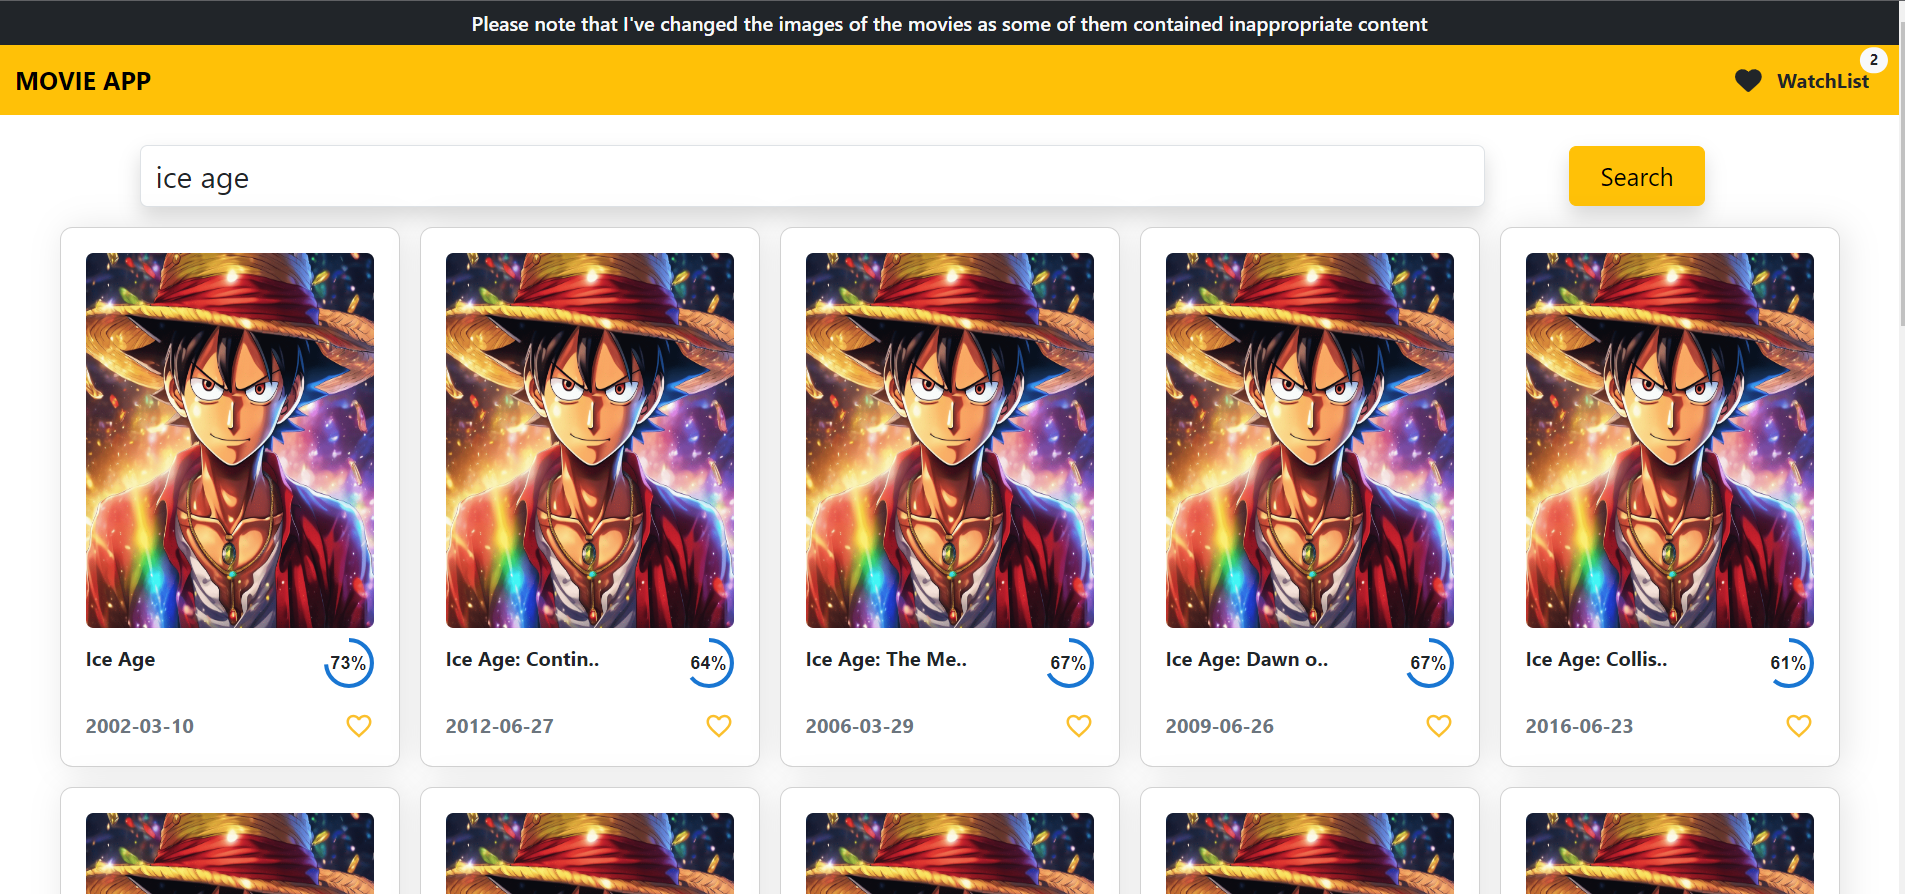 Please note that I've changed the images of the movies as some of them contained inappropriate content
MOVIE APP
WatchList
2
ice age
Search
Ice Age
73%
2002-03-10
Ice Age: Contin..
64%
2012-06-27
Ice Age: The Me..
67%
2006-03-29
Ice Age: Dawn o..
67%
2009-06-26
Ice Age: Collis..
61%
2016-06-23